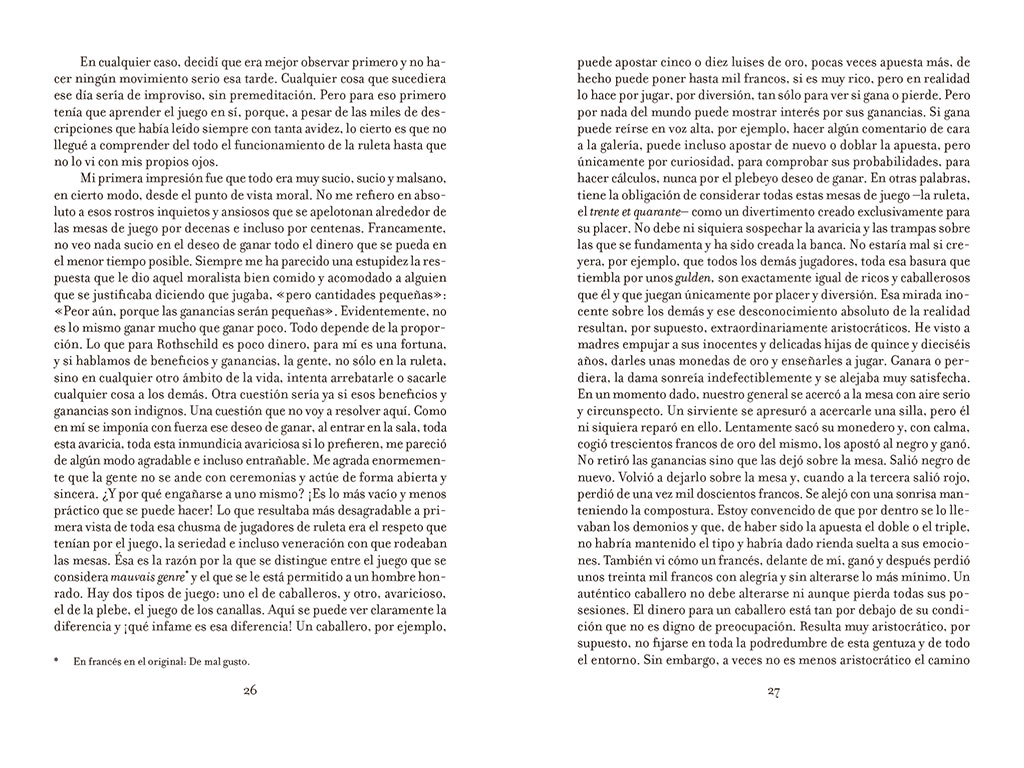 En cualquier caso, decidí que era mejor observar primero y no ha-
cer ningún movimiento serio esa tarde. Cualquier cosa que sucediera
ese día sería de improviso, sin premeditación. Pero para eso primero
tenía que aprender el juego en sí, porque, a pesar de las miles de des-
cripciones que había leído siempre con tanta avidez, lo cierto es que no
llegué a comprender del todo el funcionamiento de la ruleta hasta que
no lo vi con mis propios ojos.
Mi primera impresión fue que todo era muy sucio, sucio y malsano,
en cierto modo, desde el punto de vista moral. No me refiero en abso-
luto a esos rostros inquietos y ansiosos que se apelotonan alrededor de
las mesas de juego por decenas e incluso por centenas. Francamente,
no veo nada sucio en el deseo de ganar todo el dinero que se pueda en
el menor tiempo posible. Siempre me ha parecido una estupidez la res-
puesta que le dio aquel moralista bien comido y acomodado a alguien
que se justificaba diciendo que jugaba, «pero cantidades pequeñas»:
«Peor aún, porque las ganancias serán pequeñas». Evidentemente, no
es lo mismo ganar mucho que ganar poco. Todo depende de la propor-
ción. Lo que para Rothschild es poco dinero, para mí es una fortuna,
y si hablamos de beneficios y ganancias, la gente, no sólo en la ruleta,
sino en cualquier otro ámbito de la vida, intenta arrebatarle o sacarle
cualquier cosa a los demás. Otra cuestión sería ya si esos beneficios y
ganancias son indignos. Una cuestión que no voy a resolver aquí. Como
en mí se imponía con fuerza ese deseo de ganar, al entrar en la sala, toda
esta avaricia, toda esta inmundicia avariciosa si lo prefieren, me pareció
de algún modo agradable e incluso entrañable. Me agrada enormemen-
te que la gente no se ande con ceremonias y actúe de forma abierta y
sincera. ¿Y por qué engañarse a uno mismo? ¡Es lo más vacío y menos
práctico que se puede hacer! Lo que resultaba más desagradable a pri-
mera vista de toda esa chusma de jugadores de ruleta era el respeto que
tenían por el juego, la seriedad e incluso veneración con que rodeaban
las mesas. Ésa es la razón por la que se distingue entre el juego que se
considera mauvais genre* y el que se le está permitido a un hombre hon-
rado. Hay dos tipos de juego: uno el de caballeros, y otro, avaricioso,
el de la plebe, el juego de los canallas. Aquí se puede ver claramente la
diferencia y ¡qué infame es esa diferencia! Un caballero, por ejemplo,
* En francés en el original: De mal gusto.
26
puede apostar cinco o diez luises de oro, pocas veces apuesta más, de
hecho puede poner hasta mil francos, si es muy rico, pero en realidad
lo hace por jugar, por diversión, tan sólo para ver si gana o pierde. Pero
por nada del mundo puede mostrar interés por sus ganancias. Si gana
puede reírse en voz alta, por ejemplo, hacer algún comentario de cara
a la galería, puede incluso apostar de nuevo o doblar la apuesta, pero
únicamente por curiosidad, para comprobar sus probabilidades, para
hacer cálculos, nunca por el plebeyo deseo de ganar. En otras palabras,
tiene la obligación de considerar todas estas mesas de juego —la ruleta,
el trente et quarante— como un divertimento creado exclusivamente para
su placer. No debe ni siquiera sospechar la avaricia y las trampas sobre
las que se fundamenta y ha sido creada la banca. No estaría mal si cre-
yera, por ejemplo, que todos los demás jugadores, toda esa basura que
tiembla por unos gulden, son exactamente igual de ricos y caballerosos
que él y que juegan únicamente por placer y diversión. Esa mirada ino-
cente sobre los demás y ese desconocimiento absoluto de la realidad
resultan, por supuesto, extraordinariamente aristocráticos. He visto a
madres empujar a sus inocentes y delicadas hijas de quince y dieciséis
años, darles unas monedas de oro y enseñarles a jugar. Ganara o per-
diera, la dama sonreía indefectiblemente y se alejaba muy satisfecha.
En un momento dado, nuestro general se acercó a la mesa con aire serio
y circunspecto. Un sirviente se apresuró a acercarle una silla, pero él
ni siquiera reparó en ello. Lentamente sacó su monedero y, con calma,
cogió trescientos francos de oro del mismo, los apostó al negro y ganó.
No retiró las ganancias sino que las dejó sobre la mesa. Salió negro de
nuevo. Volvió a dejarlo sobre la mesa y, cuando a la tercera salió rojo,
perdió de una vez mil doscientos francos. Se alejó con una sonrisa man-
teniendo la compostura. Estoy convencido de que por dentro se lo lle-
vaban los demonios y que, de haber sido la apuesta el doble o el triple,
no habría mantenido el tipo y habría dado rienda suelta a sus emocio-
nes. También vi cómo un francés, delante de mí, ganó y después perdió
unos treinta mil francos con alegría y sin alterarse lo más mínimo. Un
auténtico caballero no debe alterarse ni aunque pierda todas sus po-
sesiones. El dinero para un caballero está tan por debajo de su condi-
ción que no es digno de preocupación. Resulta muy aristocrático, por
supuesto, no fijarse en toda la podredumbre de esta gentuza y de todo
el entorno. Sin embargo, a veces no es menos aristocrático el camino
27